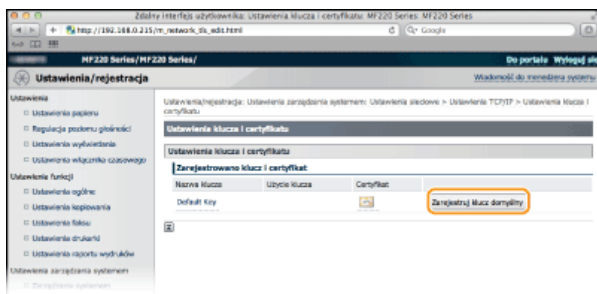 Zdalny interfejs użytkownika: Ustawienia klucza i certyfikatu: MF220 Series: MF220 Series
http://192.168.0.215/m_network_tls_edit.html
Google
MF220 Series/MF220 Series/
Do portalu Wyloguj się
Ustawienia/rejestracja
Wiadomość do menedżera systemu
Ustawienia
Ustawienia papieru
Regulacja poziomu głośności
Ustawienia wyświetlania
Ustawienia włącznika czasowego
Ustawienia funkcji
Ustawienia ogólne
Ustawienia kopiowania
Ustawienia faksu
Ustawienia drukarki
Ustawienia raportu wydruków
Ustawienia zarządzania systemem
Zarządzanie systemem
Ustawienia/rejestracja: Ustawienia zarządzania systemem: Ustawienia sieciowe > Ustawienia TCP/IP > Ustawienia klucza i
certyfikatu
Ustawienia klucza i certyfikatu
Ustawienia klucza i certyfikatu
Zarejestrowano klucz i certyfikat
Nazwa klucza Użycie klucza Certyfikat
Default Key Zarejestruj klucz domyślny